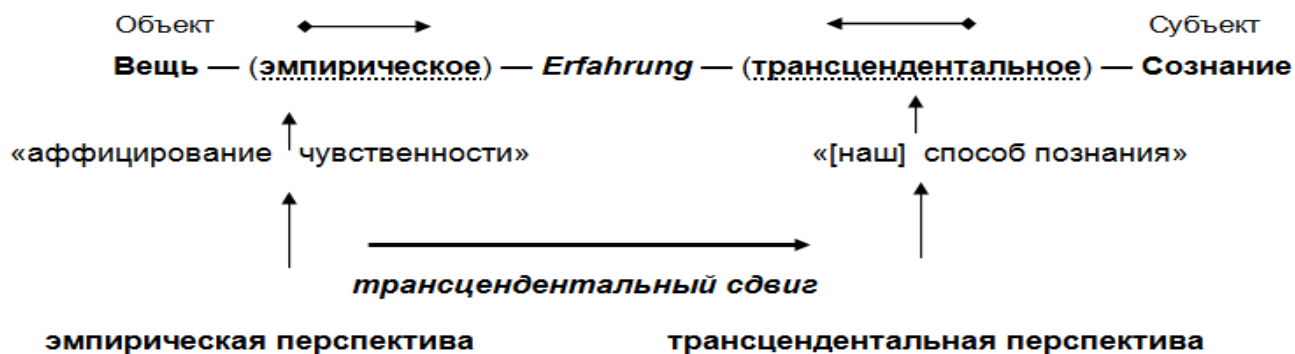 Объект Субъект
Вещь — (эмпирическое) — Erfahrung — (трансцендентальное) — Сознание
«аффицирование чувственности» «[наш] способ познания»
трансцендентальный сдвиг
эмпирическая перспектива трансцендентальная перспектива